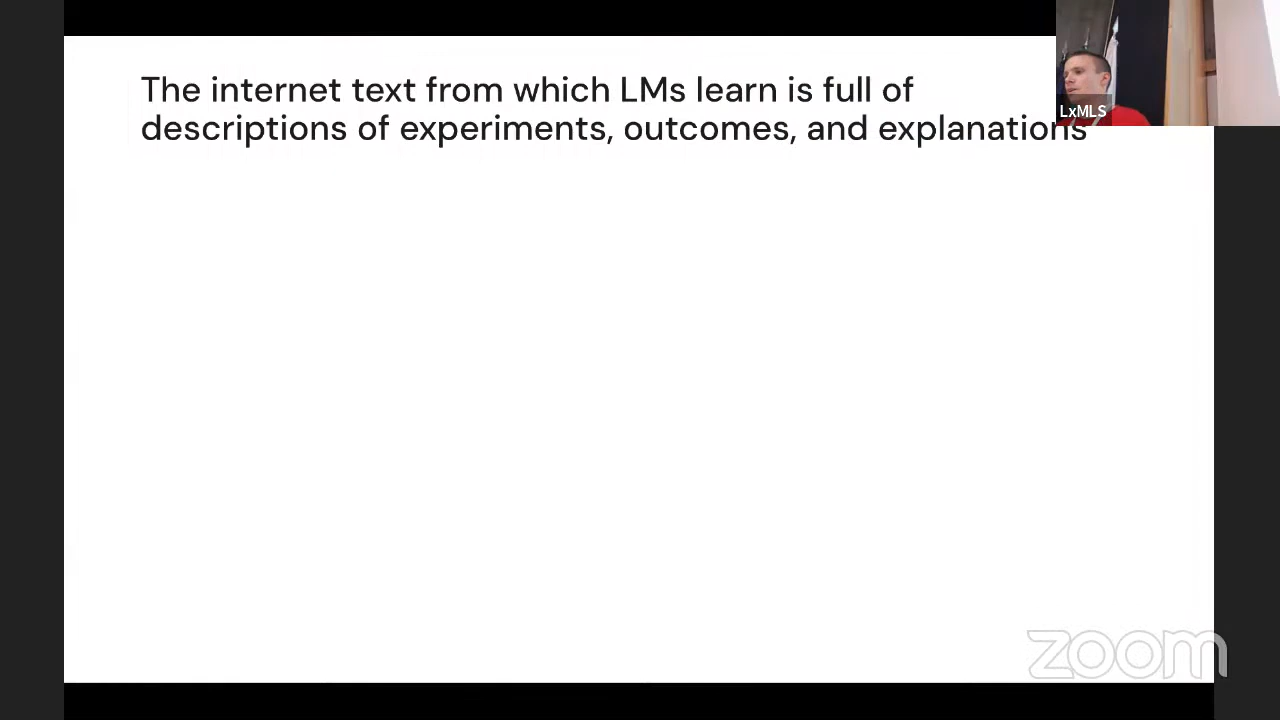 The internet text from which LMs learn is full of
descriptions of experiments, outcomes, and explanations
LxMLS
zoom